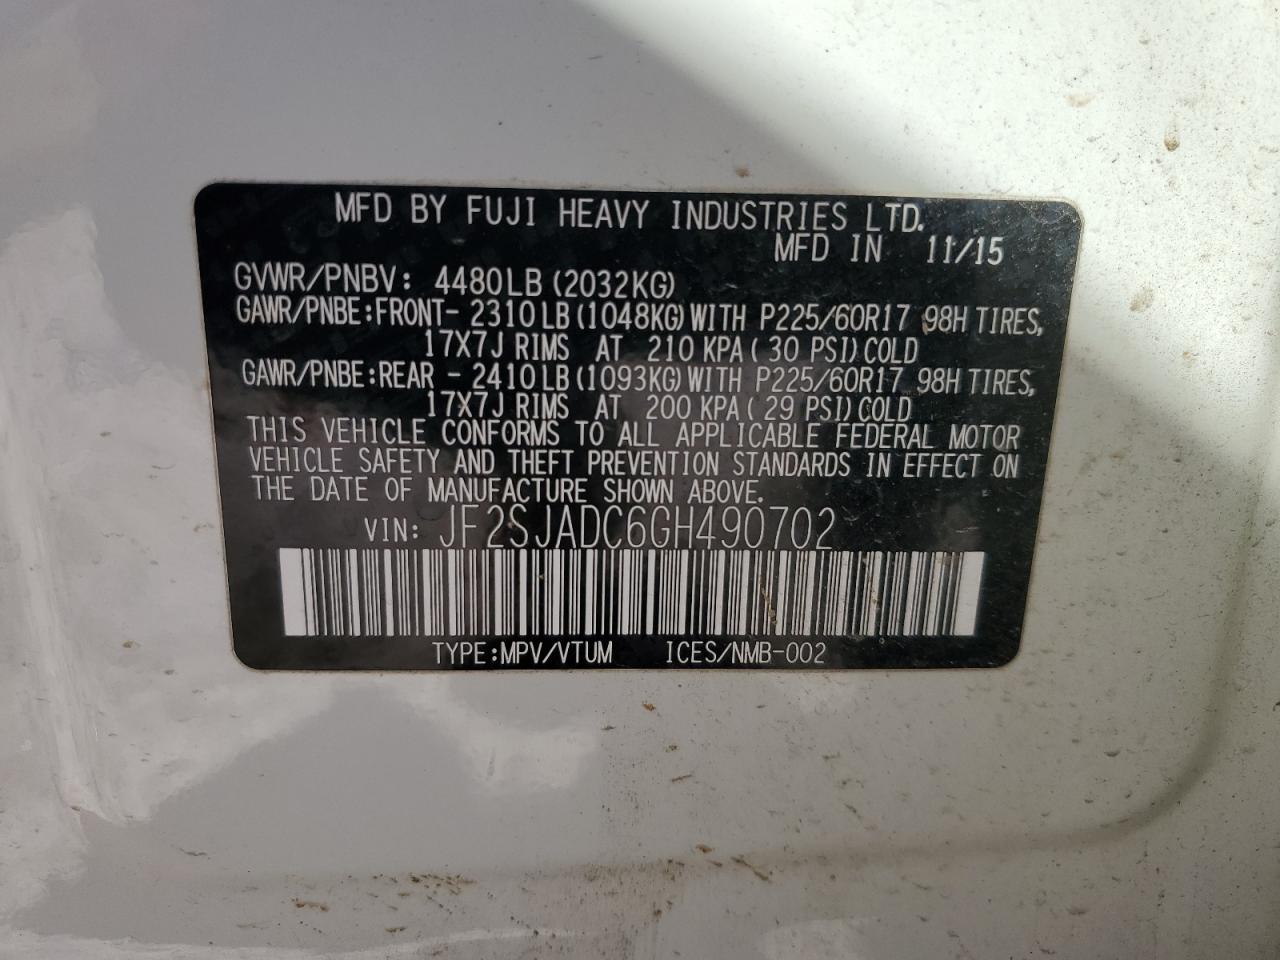 MFD BY FUJI HEAVY INDUSTRIES LTD.
MFD IN 11/15
GVWR/PNBV: 4480LB (2032KG)
GAWR/PNBE:FRONT- 2310 LB (1048KG) WITH P225/60R17 98H TIRES,
17X7J RIMS AT 210 KPA ( 30 PSI) COLD
GAWR/PNBE:REAR - 2410 LB (1093KG) WITH P225/60R17 98H TIRES,
17X7J RIMS AT 200 KPA ( 29 PSI) COLD
THIS VEHICLE CONFORMS TO ALL APPLICABLE FEDERAL MOTOR
VEHICLE SAFETY AND THEFT PREVENTION STANDARDS IN EFFECT ON
THE DATE OF MANUFACTURE SHOWN ABOVE.
VIN: JF2SJADC6GH490702
TYPE:MPV/VTUM ICES/NMB-002